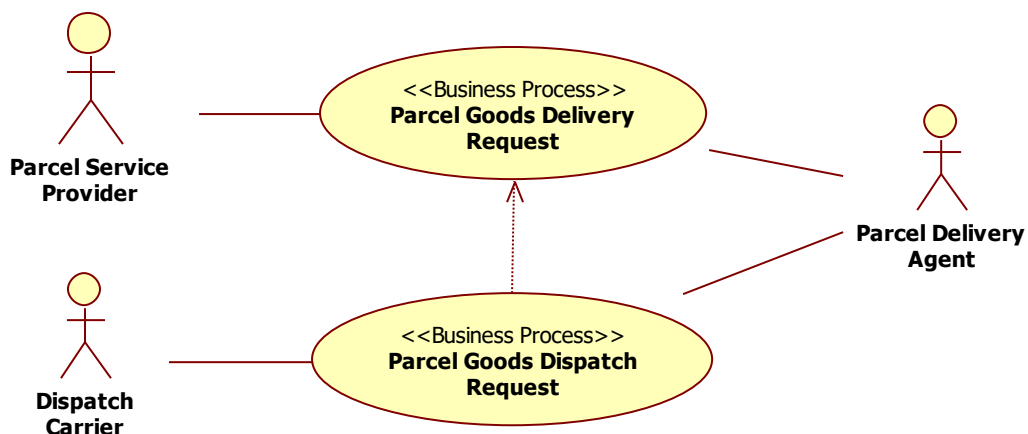 <<Business Process>>
Parcel Goods Delivery
Request
Parcel Service
Provider
Parcel Delivery
Agent
<<Business Process>>
Parcel Goods Dispatch
Request
Dispatch
Carrier